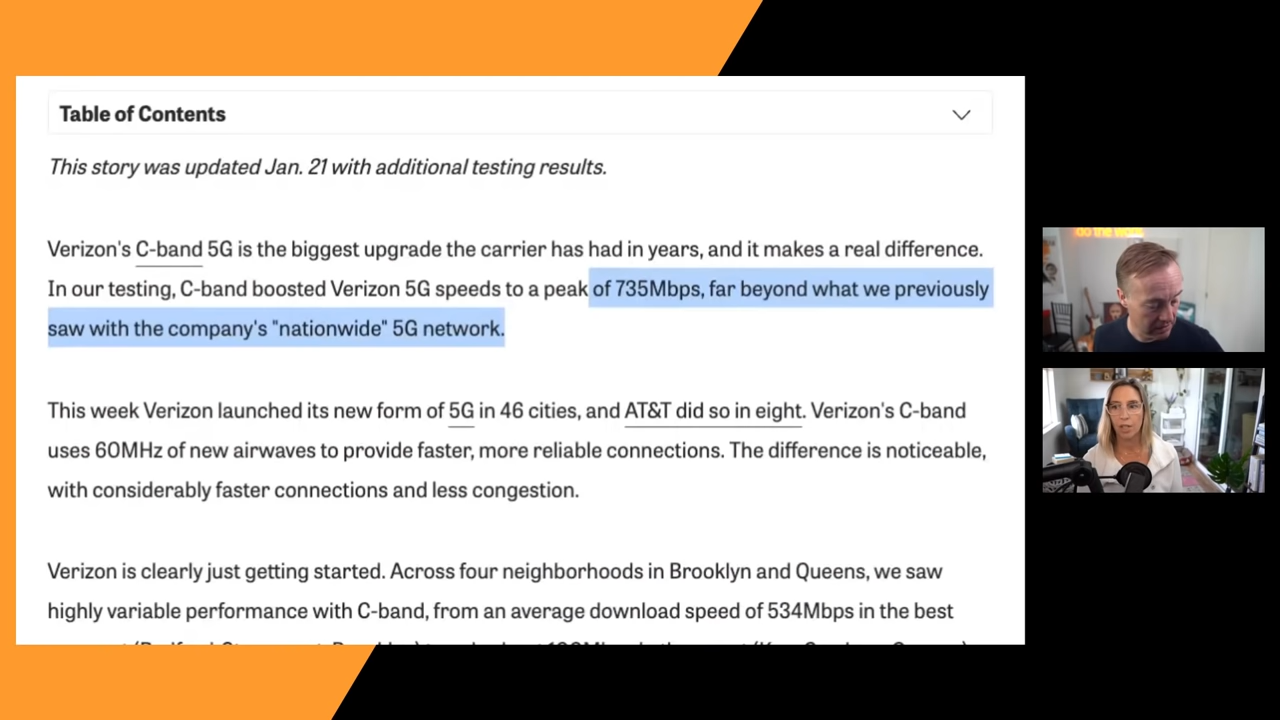 Table of Contents
This story was updated Jan. 21 with additional testing results.
Verizon's C-band 5G is the biggest upgrade the carrier has had in years, and it makes a real difference.
In our testing, C-band boosted Verizon 5G speeds to a peak of 735Mbps, far beyond what we previously
saw with the company's "nationwide" 5G network.
This week Verizon launched its new form of 5G in 46 cities, and AT&T did so in eight. Verizon's C-band
uses 60MHz of new airwaves to provide faster, more reliable connections. The difference is noticeable,
with considerably faster connections and less congestion.
Verizon is clearly just getting started. Across four neighborhoods in Brooklyn and Queens, we saw
highly variable performance with C-band, from an average download speed of 534Mbps in the best
do the work